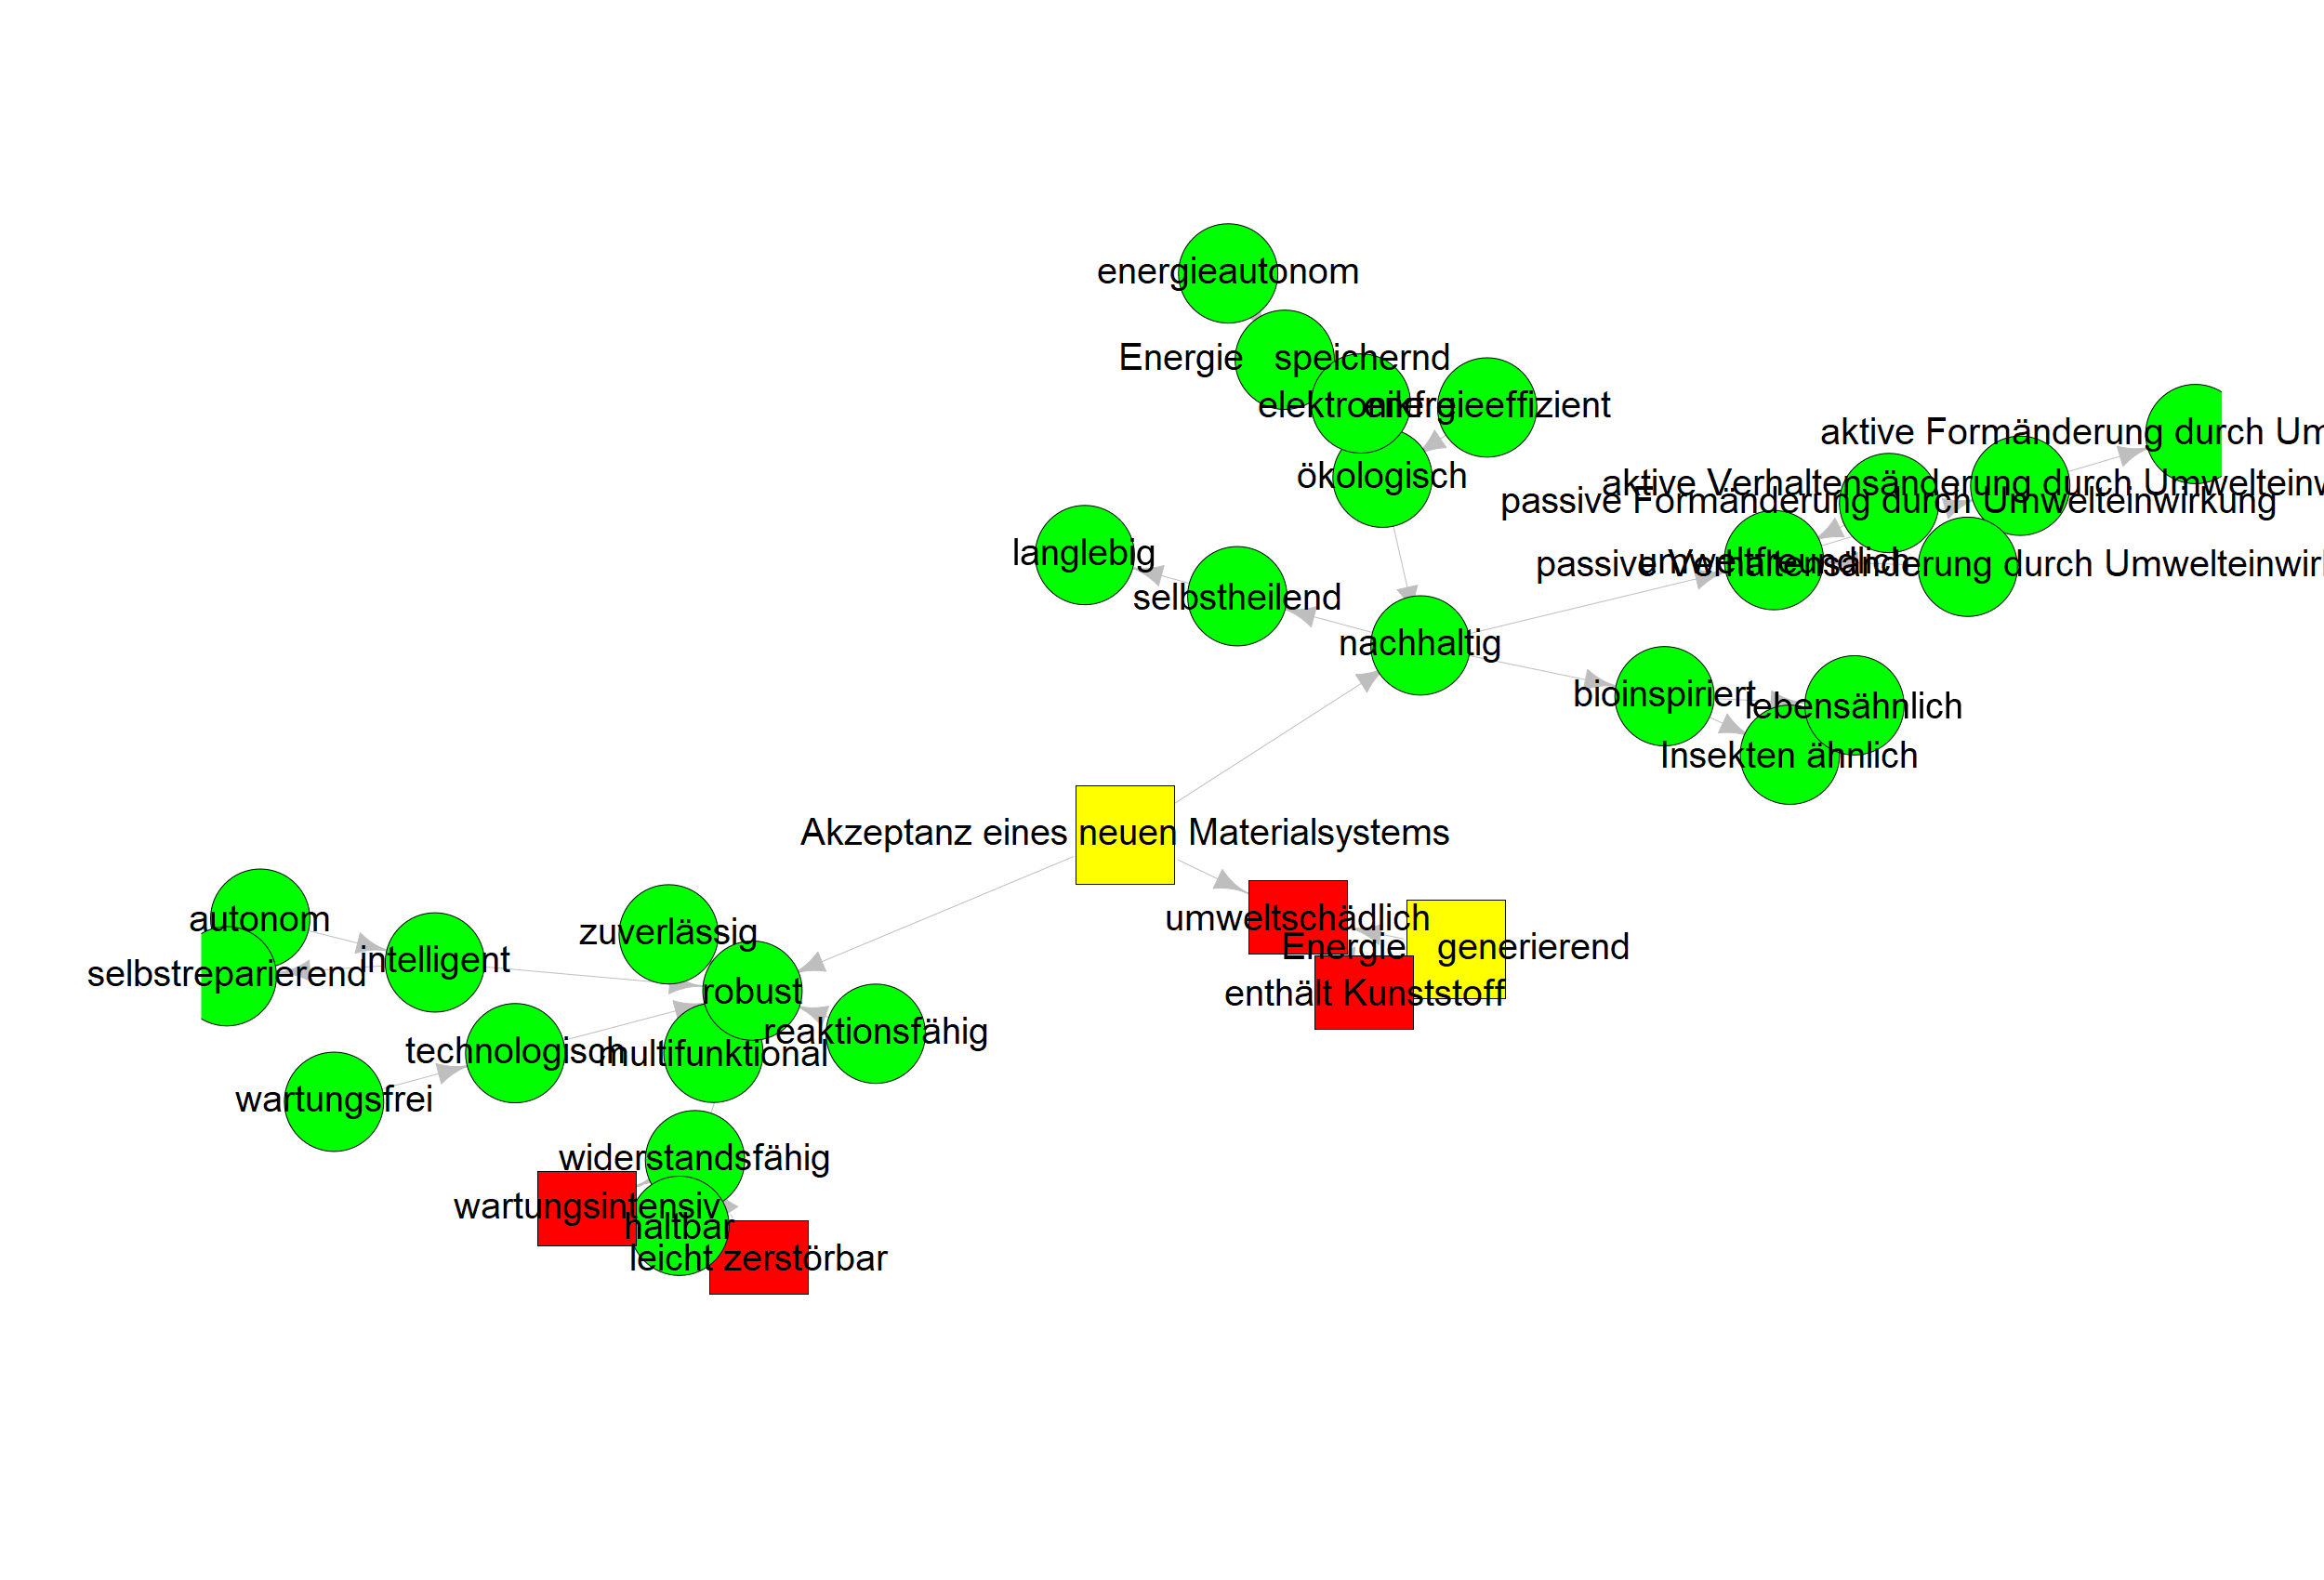 energieautonom
Energie speichernd
elektronikfrei
energieeffizient
aktive Formänderung durch Um
ökologisch
aktive Verhaltensänderung durch Umwelteinw
passive Formänderung durch Umwelteinwirkung
langlebig
umweltfreundlich
passive Verhaltensänderung durch Umwelteinwirk
selbstheilend
nachhaltig
bioinspiriert
lebensähnlich
Insekten ähnlich
Akzeptanz eines neuen Materialsystems
autonom
zuverlässig
umweltschädlich
Energie generierend
intelligent
selbstreparierend
robust
enthält Kunststoff
reaktionsfähig
technologisch
multifunktional
wartungsfrei
widerstandsfähig
wartungsintensiv
haltbar
leicht zerstörbar